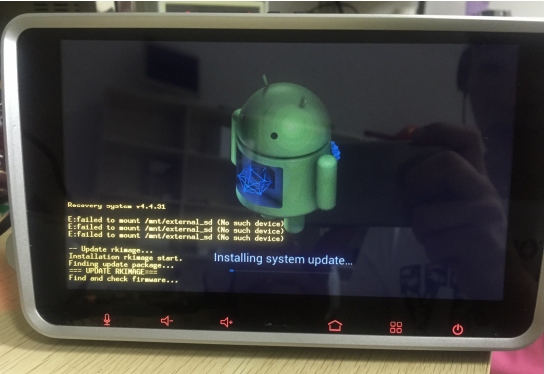 Recovery system v4.4.31
E:failed to mount /mnt/external_sd (No such device)
E:failed to mount /mnt/external_sd (No such device)
E:failed to mount /mnt/external_sd (No such device)
-- Update rkimage...
Installation rkimage start.
Finding update package...
=== UPDATE RKIMAGE===
Find and check firmware...
Installing system update...